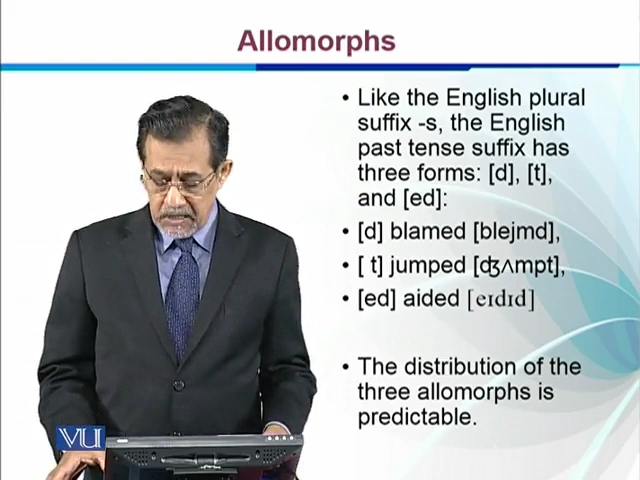 Allomorphs
• Like the English plural
suffix -s, the English
past tense suffix has
three forms: [d], [t],
and [ed]:
• [d] blamed [blejmd],
• [ t] jumped [ʤʌmpt],
• [ed] aided [eɪdɪd]
• The distribution of the
three allomorphs is
predictable.
VU